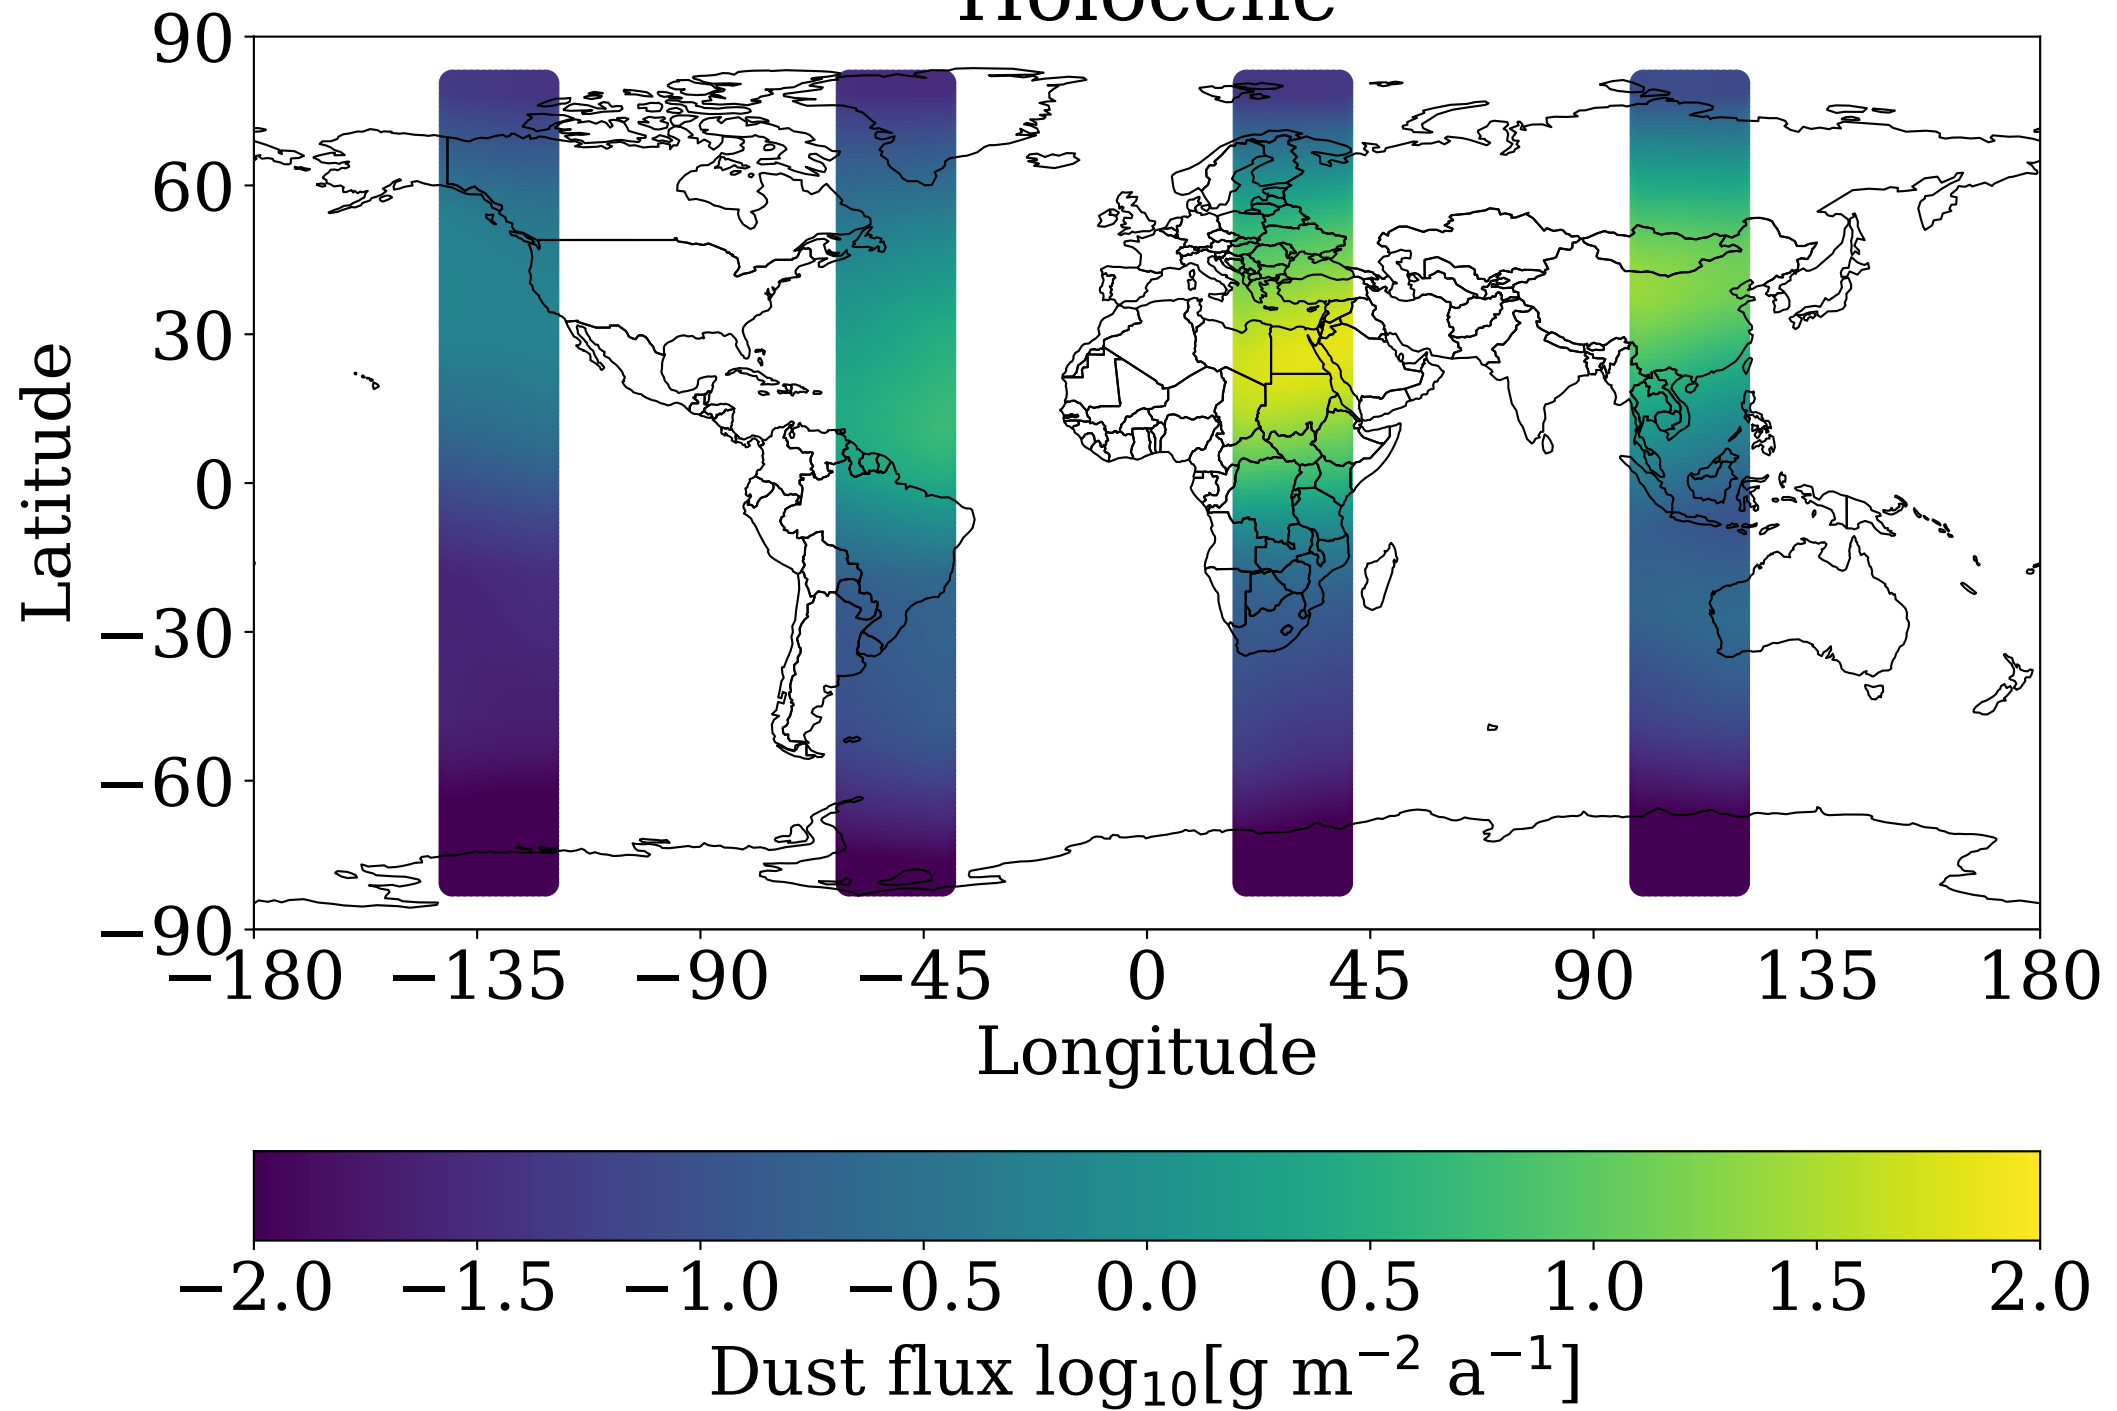 Holocene
90
60
30
0
−30
−60
−90
Latitude
−180 −135 −90 −45 0 45 90 135 180
Longitude
−2.0 −1.5 −1.0 −0.5 0.0 0.5 1.0 1.5 2.0
Dust flux log₁₀[g m⁻² a⁻¹]